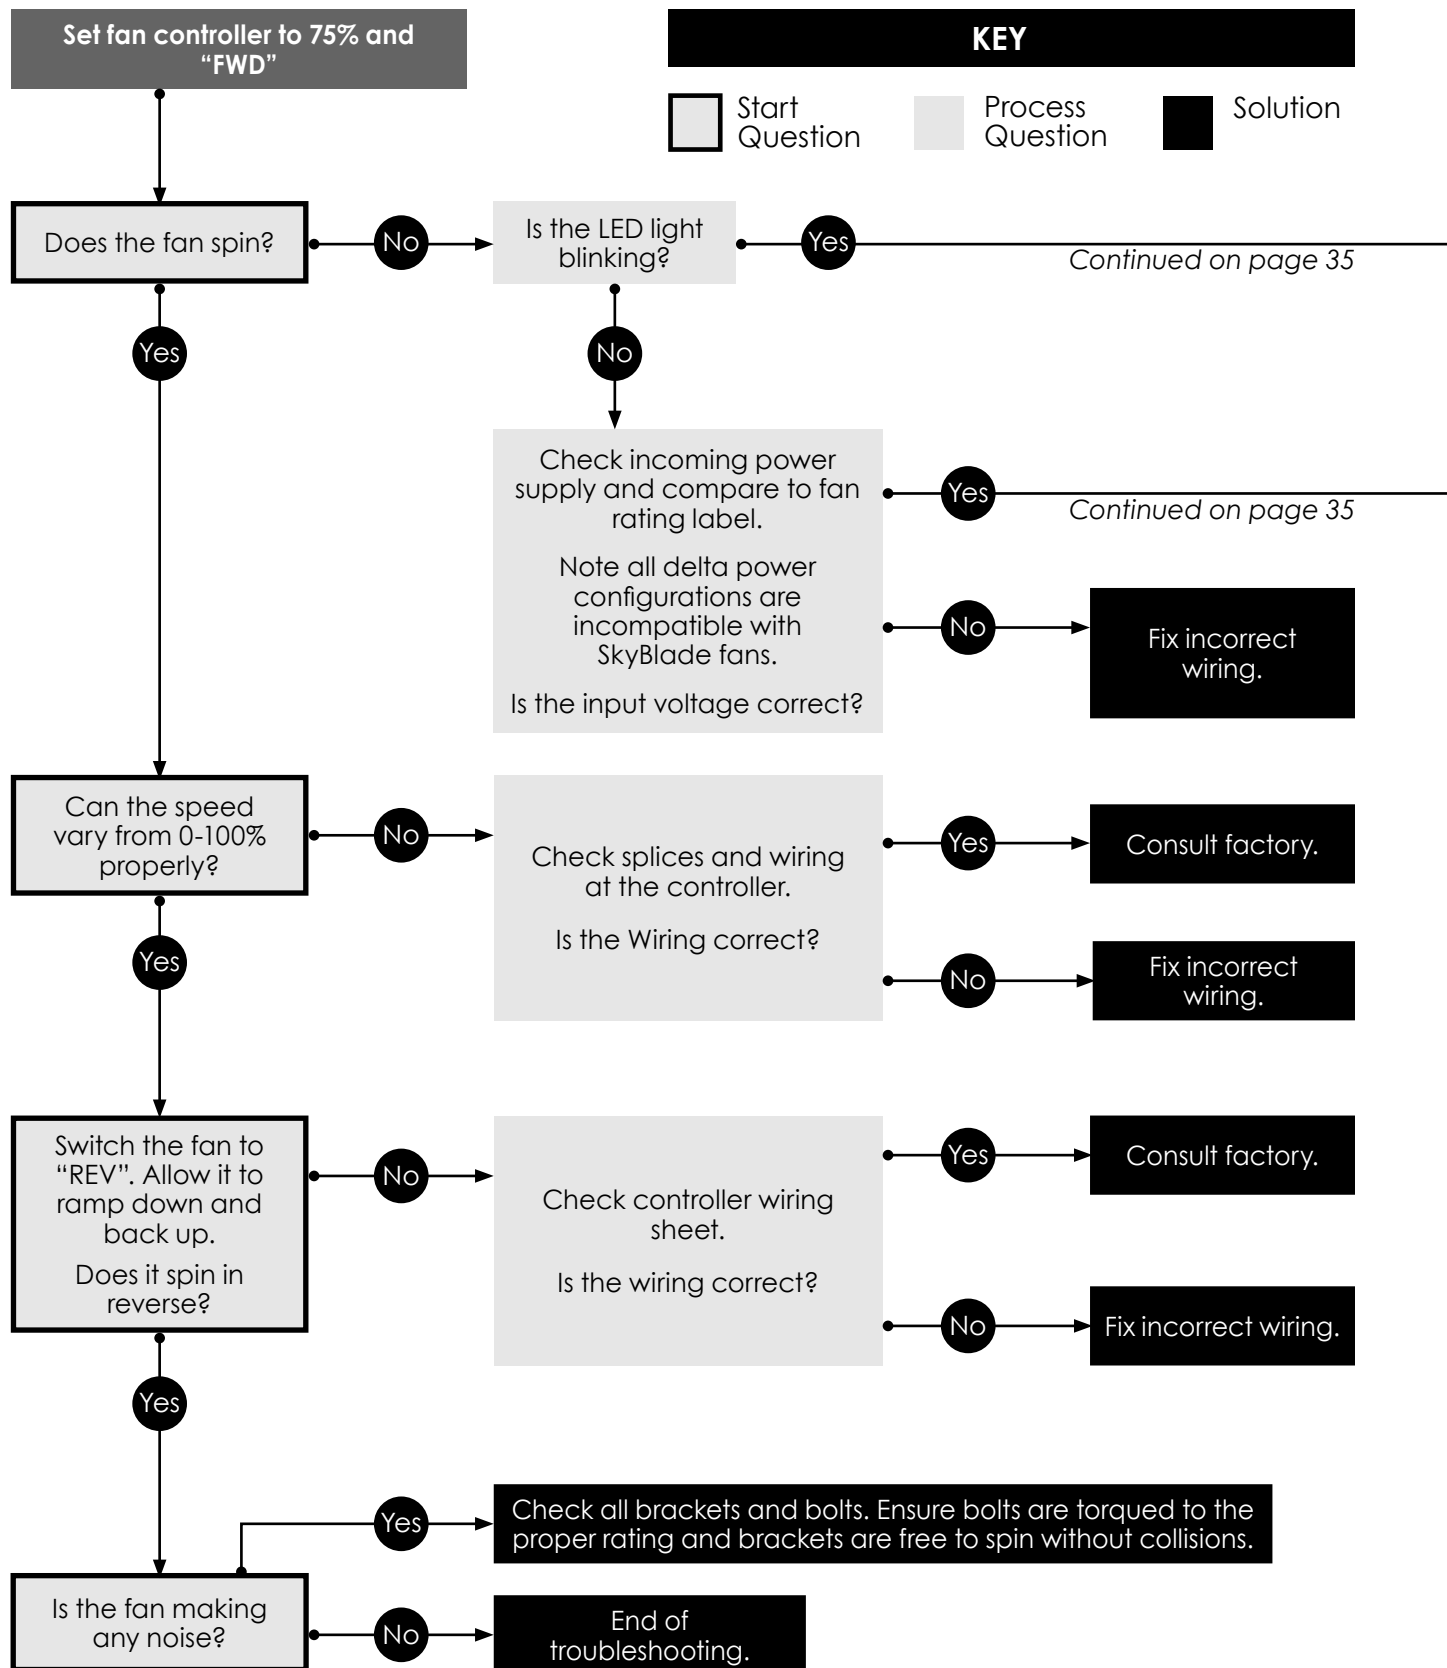 Set fan controller to 75% and
“FWD”
KEY
Start
Question
Process
Question
Solution
Does the fan spin?
No
Is the LED light
blinking?
Yes
Continued on page 35
Yes
No
Check incoming power
supply and compare to fan
rating label.
Note all delta power
configurations are
incompatible with
SkyBlade fans.
Is the input voltage correct?
Yes
Continued on page 35
No
Fix incorrect
wiring.
Can the speed
vary from 0-100%
properly?
No
Check splices and wiring
at the controller.
Is the Wiring correct?
Yes
Consult factory.
No
Fix incorrect
wiring.
Yes
Switch the fan to
“REV”. Allow it to
ramp down and
back up.
Does it spin in
reverse?
No
Check controller wiring
sheet.
Is the wiring correct?
Yes
Consult factory.
No
Fix incorrect wiring.
Yes
Yes
Check all brackets and bolts. Ensure bolts are torqued to the
proper rating and brackets are free to spin without collisions.
Is the fan making
any noise?
No
End of
troubleshooting.